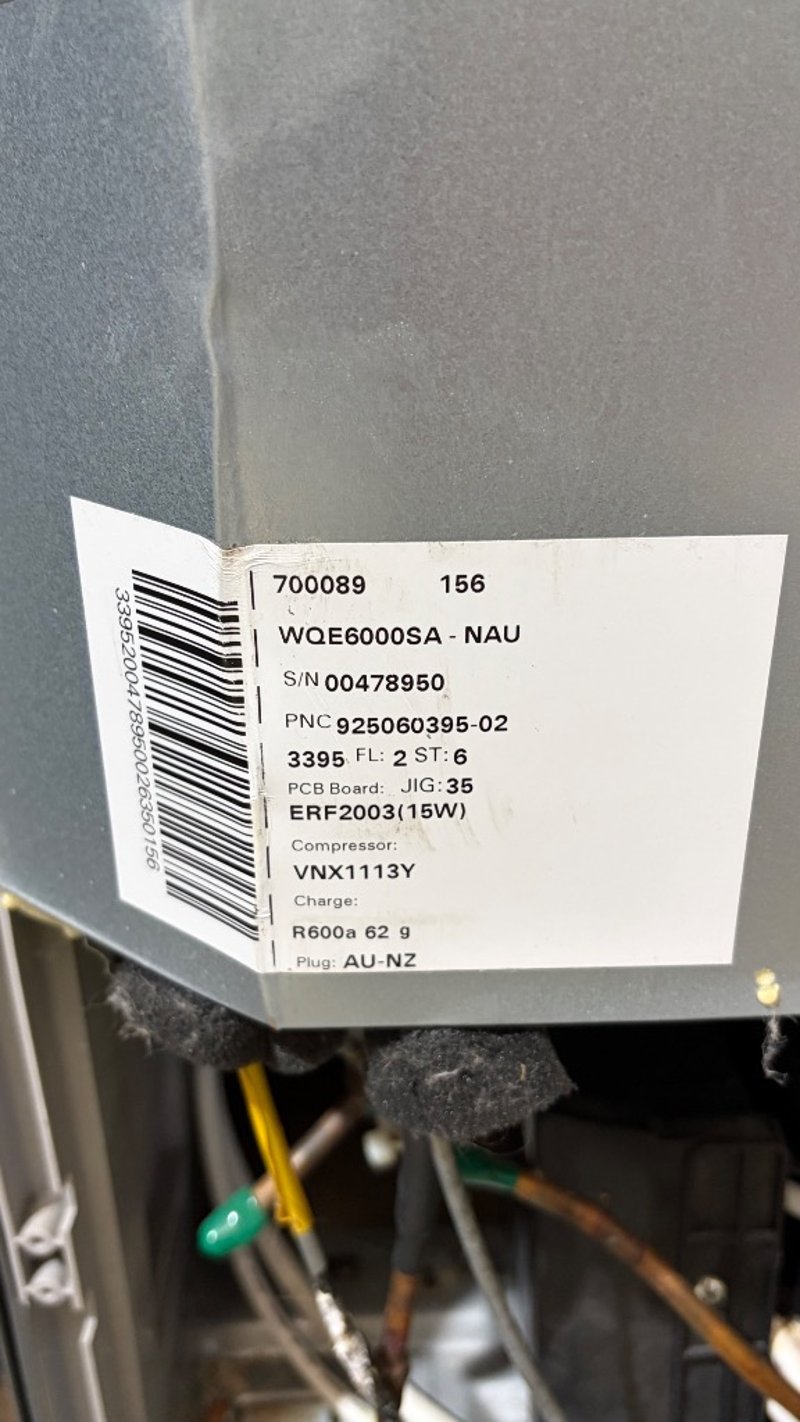 700089 156
WQE6000SA - NAU
S/N 00478950
PNC 925060395-02
3395 FL: 2 ST: 6
PCB Board: JIG: 35
ERF2003(15W)
Compressor:
VNX1113Y
Charge:
R600a 62 g
Plug: AU-NZ
3395200478950026350156